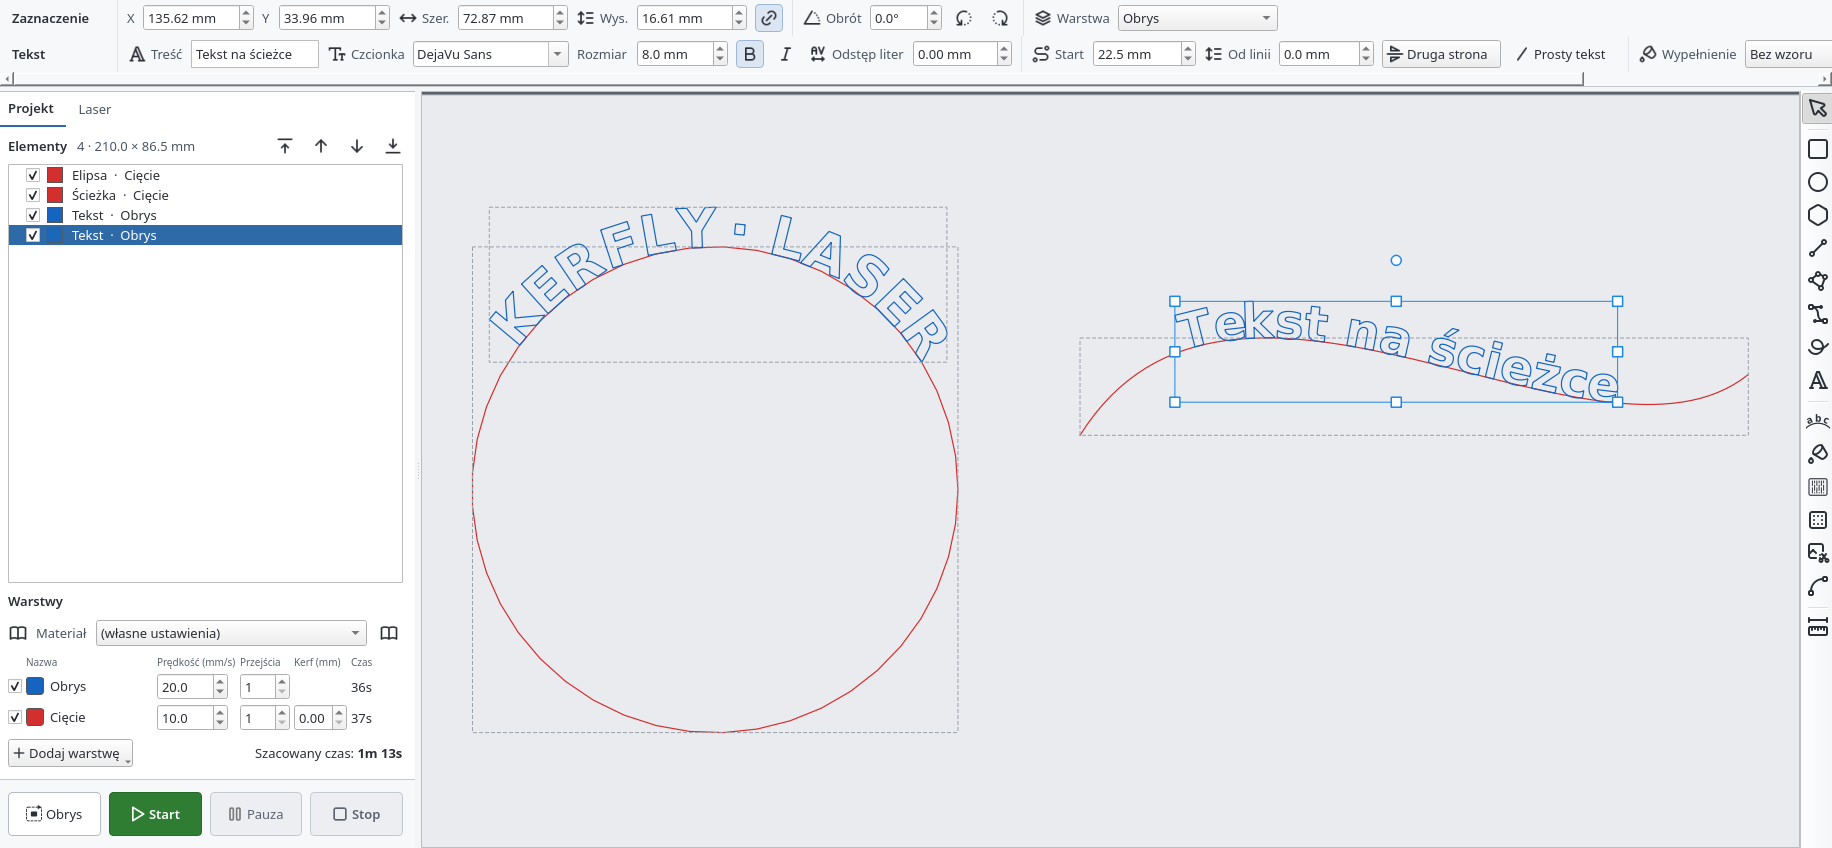 Zaznaczenie X 135.62 mm Y 33.96 mm Szer. 72.87 mm Wys. 16.61 mm Obrót 0.0° Warstwa Obrys
Tekst Treść Tekst na ścieżce Czcionka DejaVu Sans Rozmiar 8.0 mm B I AV Odstęp liter 0.00 mm Start 22.5 mm Od linii 0.0 mm Druga strona Prosty tekst Wypełnienie Bez wzoru
Projekt Laser
Elementy 4 · 210.0 × 86.5 mm
Elipsa · Cięcie
Ścieżka · Cięcie
Tekst · Obrys
Tekst · Obrys
KERFLY · LASER
Tekst na ścieżce
abc
Warstwy
Materiał (własne ustawienia)
Nazwa Prędkość (mm/s) Przejścia Kerf (mm) Czas
Obrys 20.0 1 36s
Cięcie 10.0 1 0.00 37s
+ Dodaj warstwę Szacowany czas: 1m 13s
Obrys Start Pauza Stop